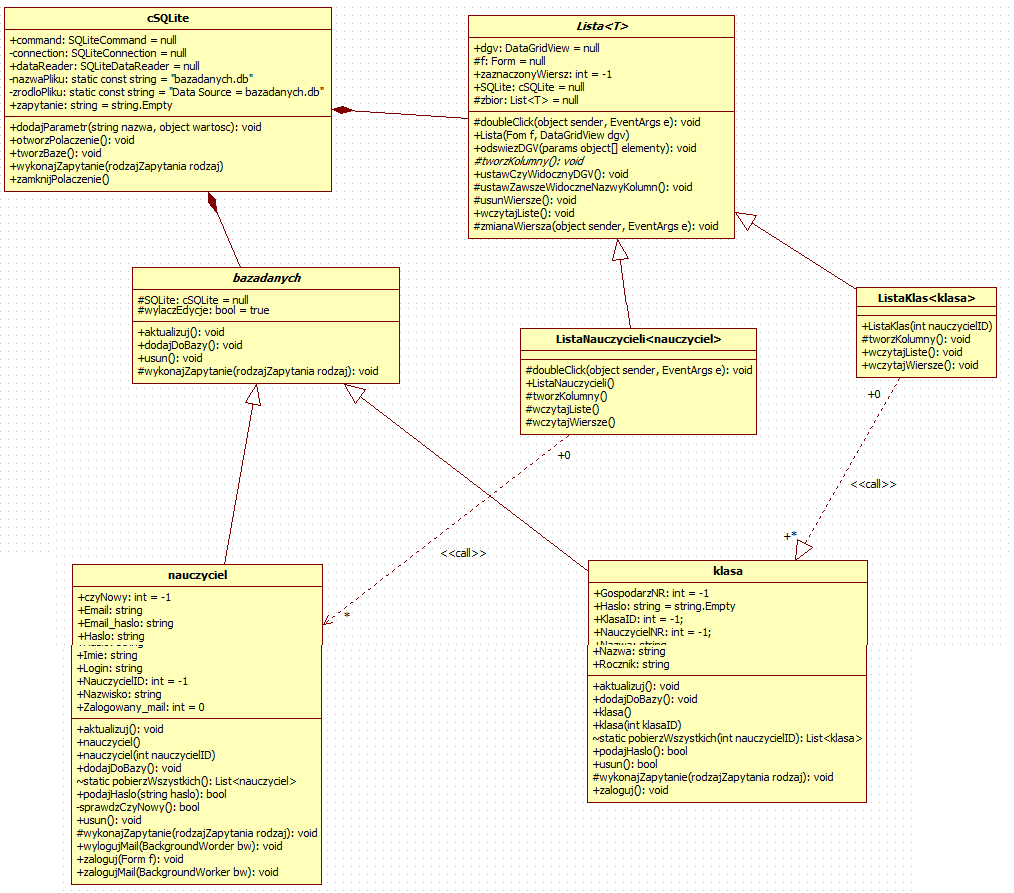 cSQLite
+command: SQLiteCommand = null
-connection: SQLiteConnection = null
+dataReader: SQLiteDataReader = null
-nazwaPliku: static const string = "bazadanych.db"
-zrodloPliku: static const string = "Data Source = bazadanych.db"
+zapytanie: string = string.Empty
+dodajParametr(string nazwa, object wartosc): void
+otworzPolaczenie(): void
+tworzBaze(): void
+wykonajZapytanie(rodzajZapytania rodzaj)
+zamknijPolaczenie()
Lista<T>
+dgv: DataGridView = null
#f: Form = null
+zaznaczonyWiersz: int = -1
+SQLite: cSQLite = null
#zbior: List<T> = null
#doubleClick(object sender, EventArgs e): void
+Lista(Fom f, DataGridView dgv)
+odswiezDGV(params object[] elementy): void
#tworzKolumny(): void
+ustawCzyWidocznyDGV(): void
#ustawZawszeWidoczneNazwyKolumn(): void
#usunWiersze(): void
+wczytajListe(): void
#zmianaWiersza(object sender, EventArgs e): void
bazadanych
#SQLite: cSQLite = null
#wylaczEdycje: bool = true
+aktualizuj(): void
+dodajDoBazy(): void
+usun(): void
#wykonajZapytanie(rodzajZapytania rodzaj): void
ListaKlas<klasa>
+ListaKlas(int nauczycielID)
#tworzKolumny(): void
+wczytajListe(): void
+wczytajWiersze(): void
ListaNauczycieli<nauczyciel>
#doubleClick(object sender, EventArgs e): void
+ListaNauczycieli()
#tworzKolumny()
#wczytajListe()
#wczytajWiersze()
+0
+0
<<call>>
<<call>>
+*
*
nauczyciel
+czyNowy: int = -1
+Email: string
+Email_haslo: string
+Haslo: string
+Imie: string
+Login: string
+NauczycielID: int = -1
+Nazwisko: string
+Zalogowany_mail: int = 0
+aktualizuj(): void
+nauczyciel()
+nauczyciel(int nauczycielID)
+dodajDoBazy(): void
~static pobierzWszystkich(): List<nauczyciel>
+podajHaslo(string haslo): bool
-sprawdzCzyNowy(): bool
+usun(): void
#wykonajZapytanie(rodzajZapytania rodzaj): void
+wylogujMail(BackgroundWorder bw): void
+zaloguj(Form f): void
+zalogujMail(BackgroundWorker bw): void
klasa
+GospodarzNR: int = -1
+Haslo: string = string.Empty
+KlasaID: int = -1;
+NauczycielNR: int = -1;
+Nazwa: string
+Rocznik: string
+aktualizuj(): void
+dodajDoBazy(): void
+klasa()
+klasa(int klasaID)
~static pobierzWszystkich(int nauczycielID): List<klasa>
+podajHaslo(): bool
+usun(): bool
#wykonajZapytanie(rodzajZapytania rodzaj): void
+zaloguj(): void